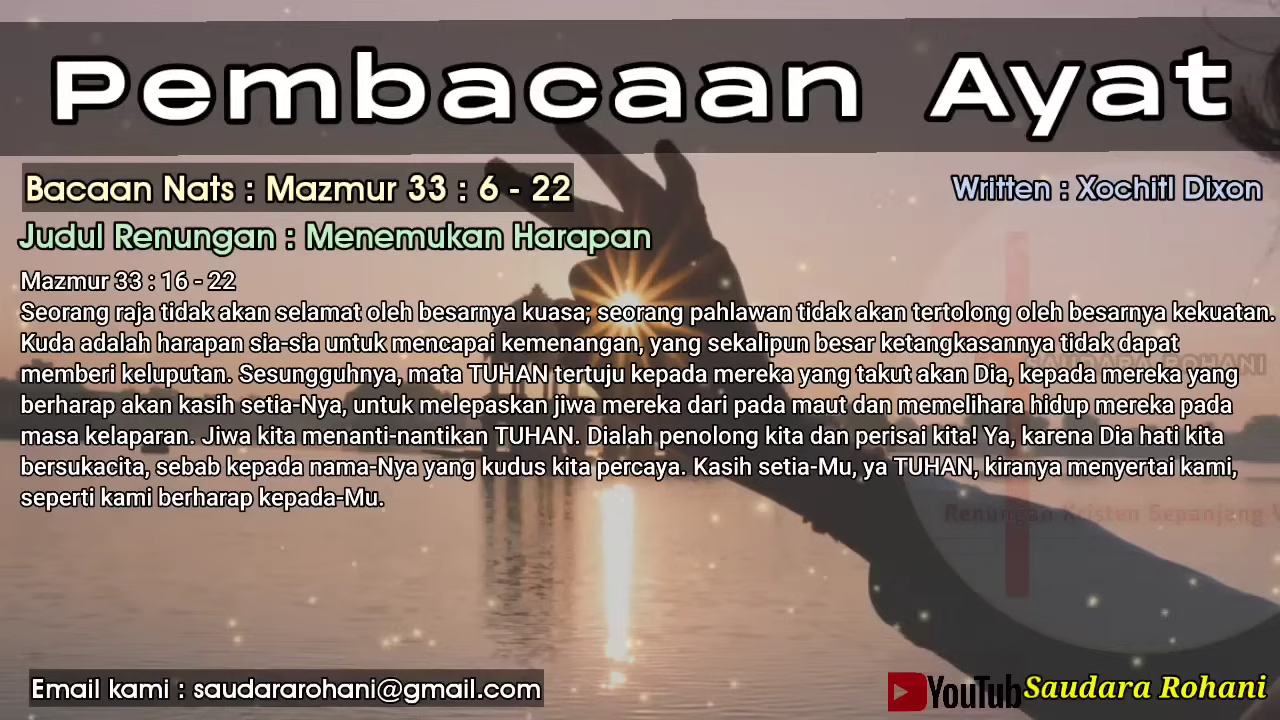 Pembacaan Ayat
Bacaan Nats : Mazmur 33 : 6 - 22
Written : Xochitl Dixon
Judul Renungan : Menemukan Harapan
Mazmur 33 : 16 - 22
Seorang raja tidak akan selamat oleh besarnya kuasa; seorang pahlawan tidak akan tertolong oleh besarnya kekuatan.
Kuda adalah harapan sia-sia untuk mencapai kemenangan, yang sekalipun besar ketangkasannya tidak dapat
memberi keluputan. Sesungguhnya, mata TUHAN tertuju kepada mereka yang takut akan Dia, kepada mereka yang
berharap akan kasih setia-Nya, untuk melepaskan jiwa mereka dari pada maut dan memelihara hidup mereka pada
masa kelaparan. Jiwa kita menanti-nantikan TUHAN. Dialah penolong kita dan perisai kita! Ya, karena Dia hati kita
bersukacita, sebab kepada nama-Nya yang kudus kita percaya. Kasih setia-Mu, ya TUHAN, kiranya menyertai kami,
seperti kami berharap kepada-Mu.
SAUDARA ROHANI
Renungan Kristen Sepanjang
Email kami : saudararohani@gmail.com
YouTub
Saudara Rohani